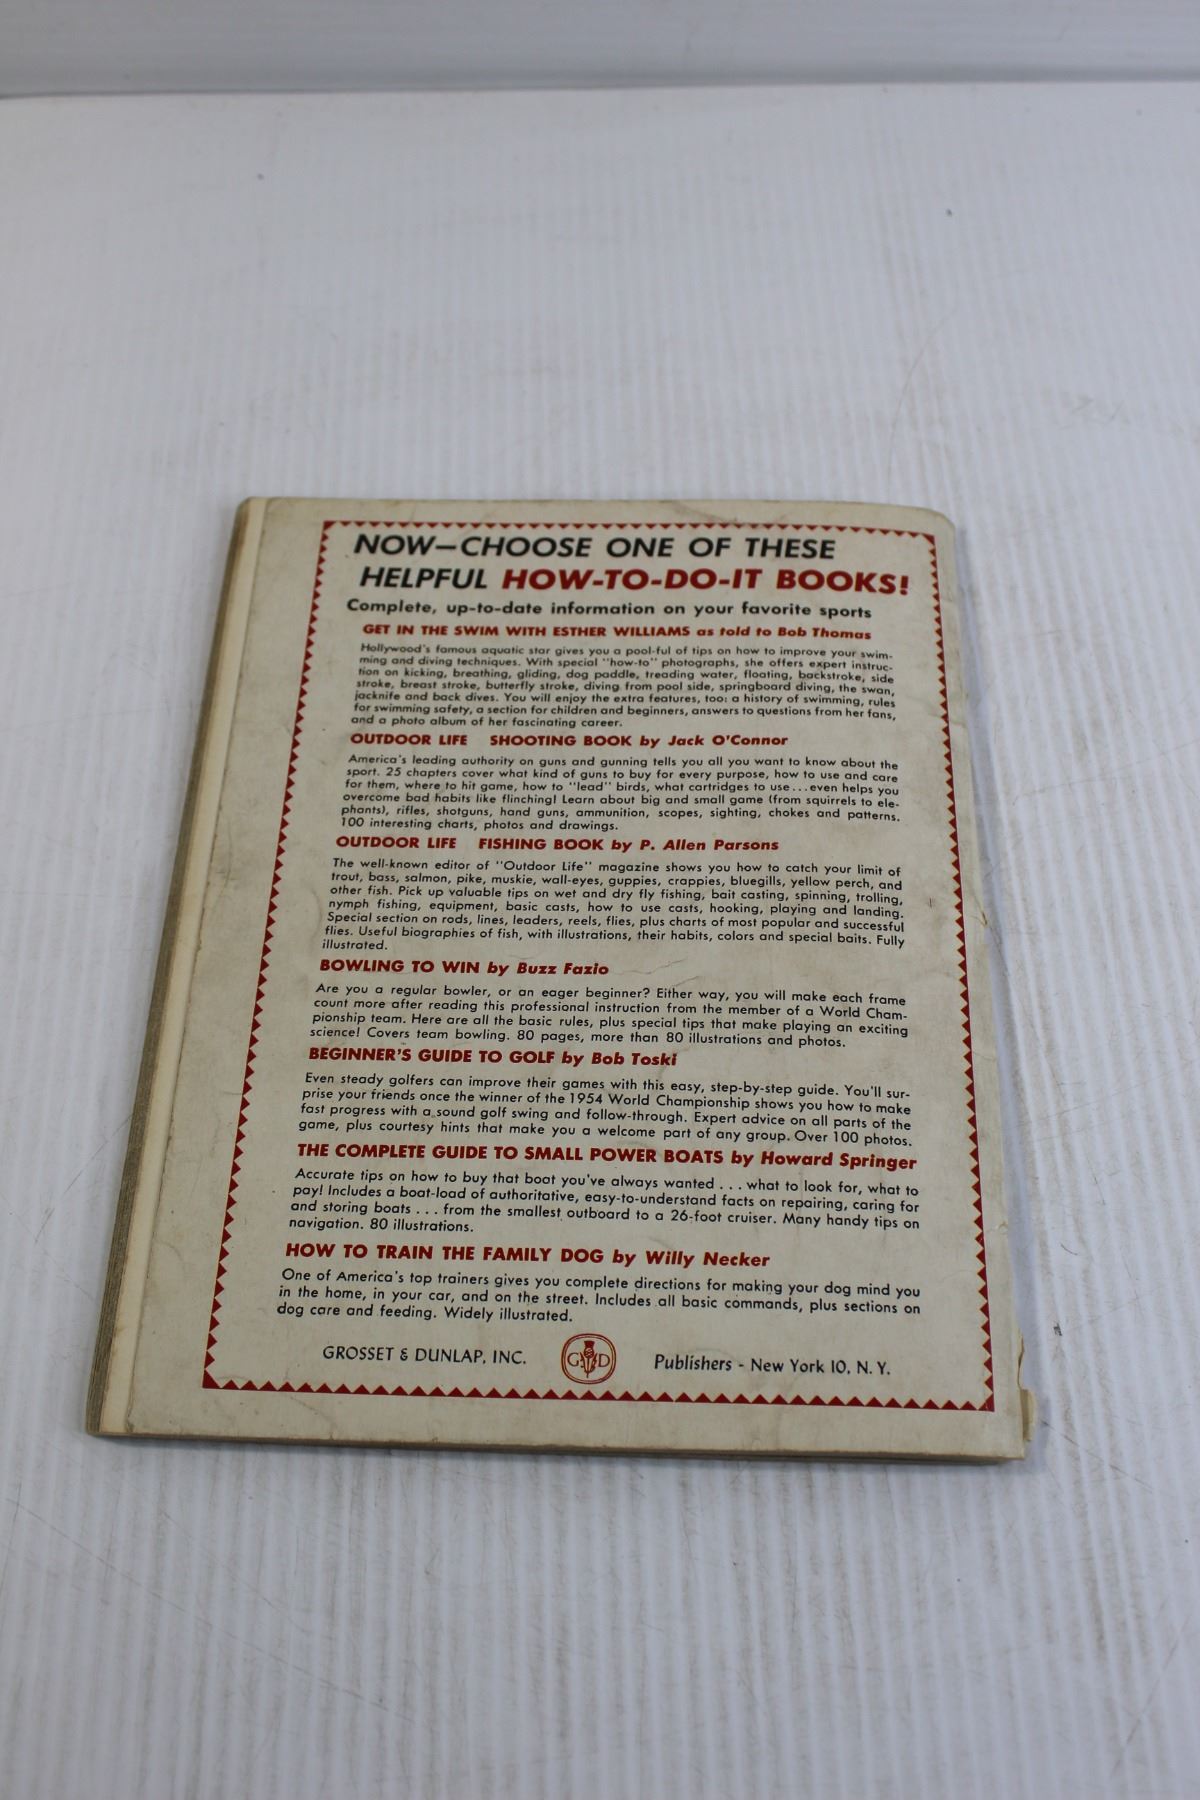 NOW—CHOOSE ONE OF THESE
HELPFUL HOW-TO-DO-IT BOOKS!
Complete, up-to-date information on your favorite sports
GET IN THE SWIM WITH ESTHER WILLIAMS as told to Bob Thomas
Hollywood's famous aquatic star gives you a pool-ful of tips on how to improve your swim-
ming and diving techniques. With special "how-to" photographs, she offers expert instruc-
tion on kicking, breathing, gliding, dog paddle, treading water, floating, backstroke, side
stroke, breast stroke, butterfly stroke, diving from pool side, springboard diving, the swan,
jacknife and back dives. You will enjoy the extra features, too: a history of swimming, rules
for swimming safety, a section for children and beginners, answers to questions from her fans,
and a photo album of her fascinating career.
OUTDOOR LIFE SHOOTING BOOK by Jack O'Connor
America's leading authority on guns and gunning tells you all you want to know about the
sport. 25 chapters cover what kind of guns to buy for every purpose, how to use and care
for them, where to hit game, how to "lead" birds, what cartridges to use...even helps you
overcome bad habits like flinching! Learn about big and small game (from squirrels to ele-
phants), rifles, shotguns, hand guns, ammunition, scopes, sighting, chokes and patterns.
100 interesting charts, photos and drawings.
OUTDOOR LIFE FISHING BOOK by P. Allen Parsons
The well-known editor of "Outdoor Life" magazine shows you how to catch your limit of
trout, bass, salmon, pike, muskie, wall-eyes, guppies, crappies, bluegills, yellow perch, and
other fish. Pick up valuable tips on wet and dry fly fishing, bait casting, spinning, trolling,
nymph fishing, equipment, basic casts, how to use casts, hooking, playing and landing.
Special section on rods, lines, leaders, reels, flies, plus charts of most popular and successful
flies. Useful biographies of fish, with illustrations, their habits, colors and special baits. Fully
illustrated.
BOWLING TO WIN by Buzz Fazio
Are you a regular bowler, or an eager beginner? Either way, you will make each frame
count more after reading this professional instruction from the member of a World Cham-
pionship team. Here are all the basic rules, plus special tips that make playing an exciting
science! Covers team bowling. 80 pages, more than 80 illustrations and photos.
BEGINNER'S GUIDE TO GOLF by Bob Toski
Even steady golfers can improve their games with this easy, step-by-step guide. You'll sur-
prise your friends once the winner of the 1954 World Championship shows you how to make
fast progress with a sound golf swing and follow-through. Expert advice on all parts of the
game, plus courtesy hints that make you a welcome part of any group. Over 100 photos.
THE COMPLETE GUIDE TO SMALL POWER BOATS by Howard Springer
Accurate tips on how to buy that boat you've always wanted . . . what to look for, what to
pay! Includes a boat-load of authoritative, easy-to-understand facts on repairing, caring for
and storing boats . . . from the smallest outboard to a 26-foot cruiser. Many handy tips on
navigation. 80 illustrations.
HOW TO TRAIN THE FAMILY DOG by Willy Necker
One of America's top trainers gives you complete directions for making your dog mind you
in the home, in your car, and on the street. Includes all basic commands, plus sections on
dog care and feeding. Widely illustrated.
GROSSET & DUNLAP, INC. G D Publishers - New York 10, N. Y.